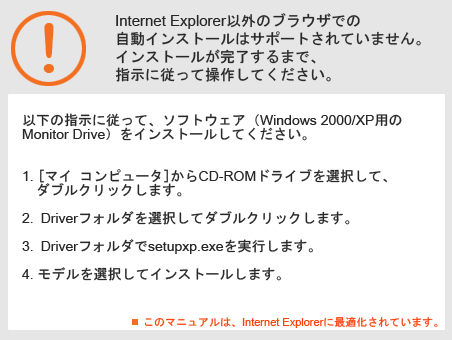 Internet Explorer以外のブラウザでの
自動インストールはサポートされていません。
インストールが完了するまで、
指示に従って操作してください。
以下の指示に従って、ソフトウェア（Windows 2000/XP用の
Monitor Drive）をインストールしてください。
1. [マイ コンピュータ]からCD-ROMドライブを選択して、
ダブルクリックします。
2. Driverフォルダを選択してダブルクリックします。
3. Driverフォルダでsetupxp.exeを実行します。
4. モデルを選択してインストールします。
■ このマニュアルは、Internet Explorerに最適化されています。